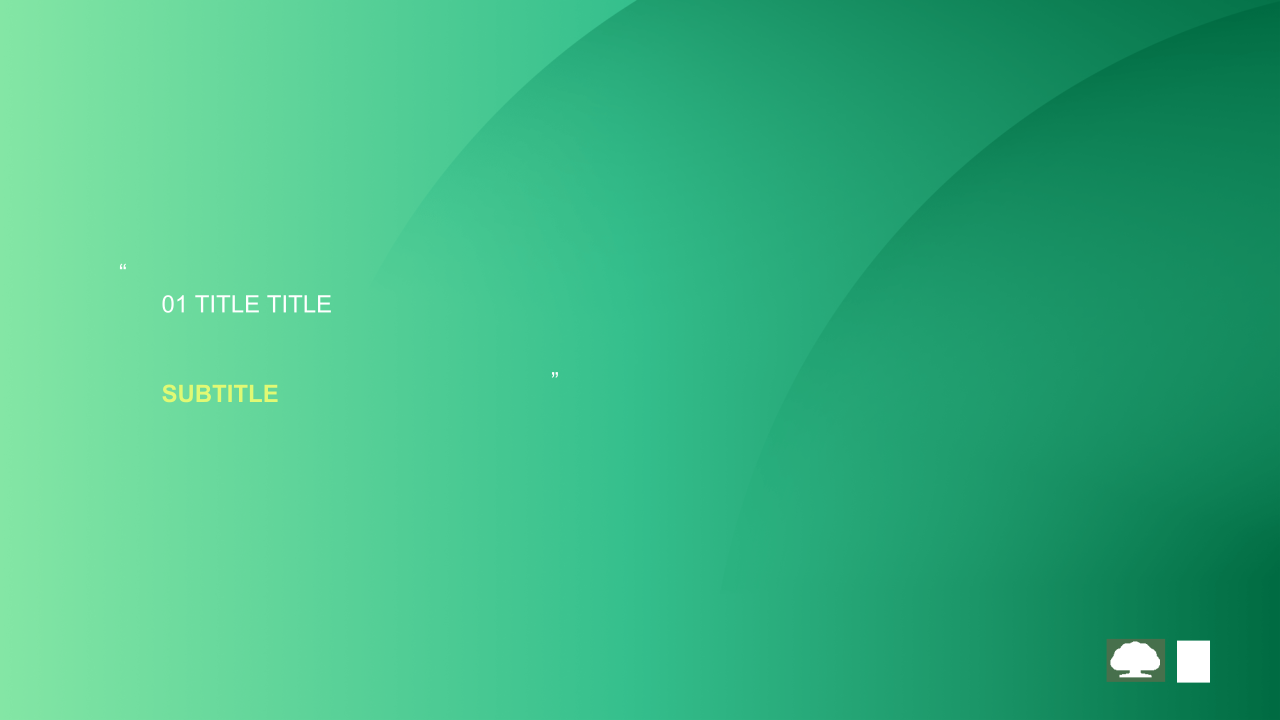 “
01 TITLE TITLE
”
SUBTITLE